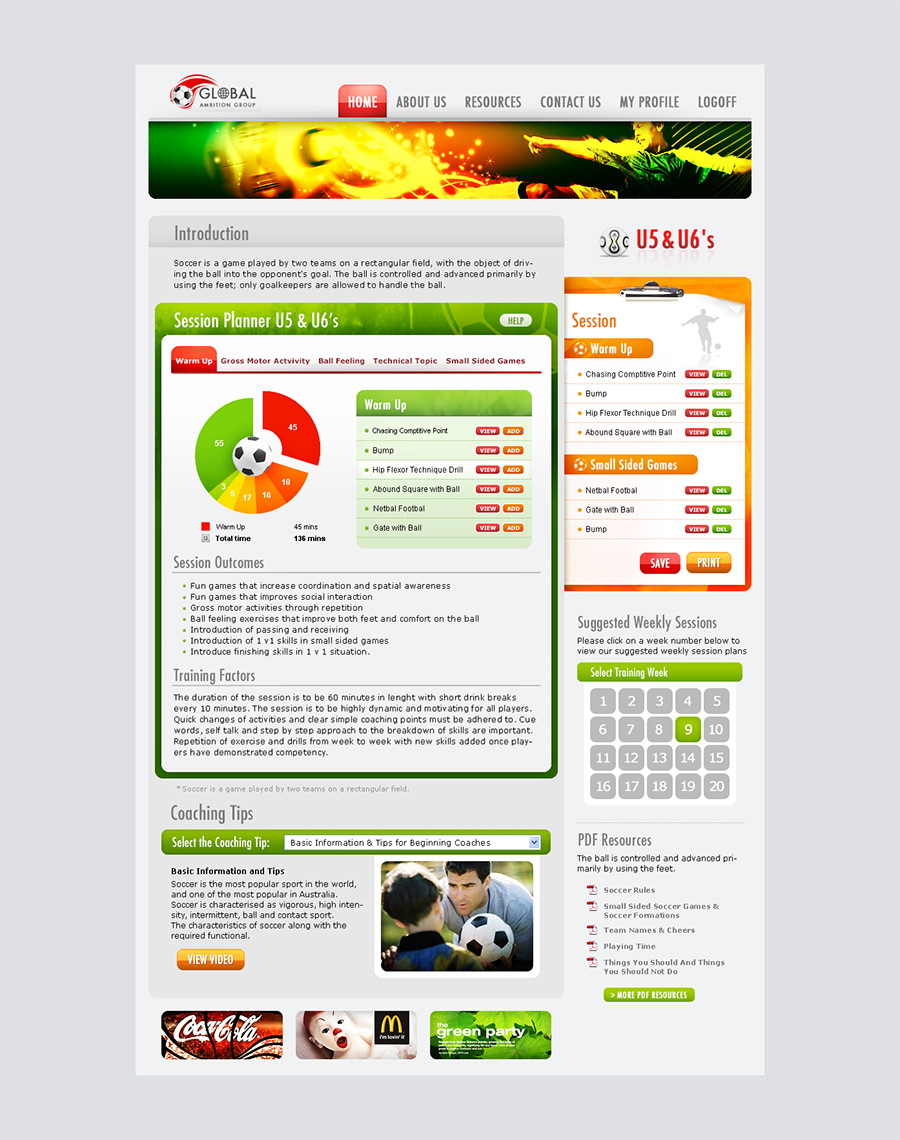 GLOBAL
AMBITION GROUP
HOME
ABOUT US
RESOURCES
CONTACT US
MY PROFILE
LOGOFF
Introduction
Soccer is a game played by two teams on a rectangular field, with the object of driv-
ing the ball into the opponent's goal. The ball is controlled and advanced primarily by
using the feet; only goalkeepers are allowed to handle the ball.
Session Planner U5 & U6's
HELP
Warm Up
Gross Motor Actvivity
Ball Feeling
Technical Topic
Small Sided Games
45
55
18
16
17
5
3
Warm Up 45 mins
Total time 136 mins
Warm Up
Chasing Comptitive Point VIEW ADD
Bump VIEW ADD
Hip Flexor Technique Drill VIEW ADD
Abound Square with Ball VIEW ADD
Netbal Footbal VIEW ADD
Gate with Ball VIEW ADD
Session Outcomes
Fun games that increase coordination and spatial awareness
Fun games that improves social interaction
Gross motor activities through repetition
Ball feeling exercises that improve both feet and comfort on the ball
Introduction of passing and receiving
Introduction of 1 v1 skills in small sided games
Introduce finishing skills in 1 v 1 situation.
Training Factors
The duration of the session is to be 60 minutes in lenght with short drink breaks
every 10 minutes. The session is to be highly dynamic and motivating for all players.
Quick changes of activities and clear simple coaching points must be adhered to. Cue
words, self talk and step by step approach to the breakdown of skills are important.
Repetition of exercise and drills from week to week with new skills added once play-
ers have demonstrated competency.
* Soccer is a game played by two teams on a rectangular field.
Coaching Tips
Select the Coaching Tip: Basic Information & Tips for Beginning Coaches
Basic Information and Tips
Soccer is the most popular sport in the world,
and one of the most popular in Australia.
Soccer is characterised as vigorous, high inten-
sity, intermittent, ball and contact sport.
The characteristics of soccer along with the
required functional.
VIEW VIDEO
Coca-Cola
i'm lovin' it
the
green party
U5 & U6's
Session
Warm Up
Chasing Comptitive Point VIEW DEL
Bump VIEW DEL
Hip Flexor Technique Drill VIEW DEL
Abound Square with Ball VIEW DEL
Small Sided Games
Netbal Footbal VIEW DEL
Gate with Ball VIEW DEL
Bump VIEW DEL
SAVE
PRINT
Suggested Weekly Sessions
Please click on a week number below to
view our suggested weekly session plans
Select Training Week
1 2 3 4 5
6 7 8 9 10
11 12 13 14 15
16 17 18 19 20
PDF Resources
The ball is controlled and advanced pri-
marily by using the feet.
Soccer Rules
Small Sided Soccer Games &
Soccer Formations
Team Names & Cheers
Playing Time
Things You Should And Things
You Should Not Do
> MORE PDF RESOURCES